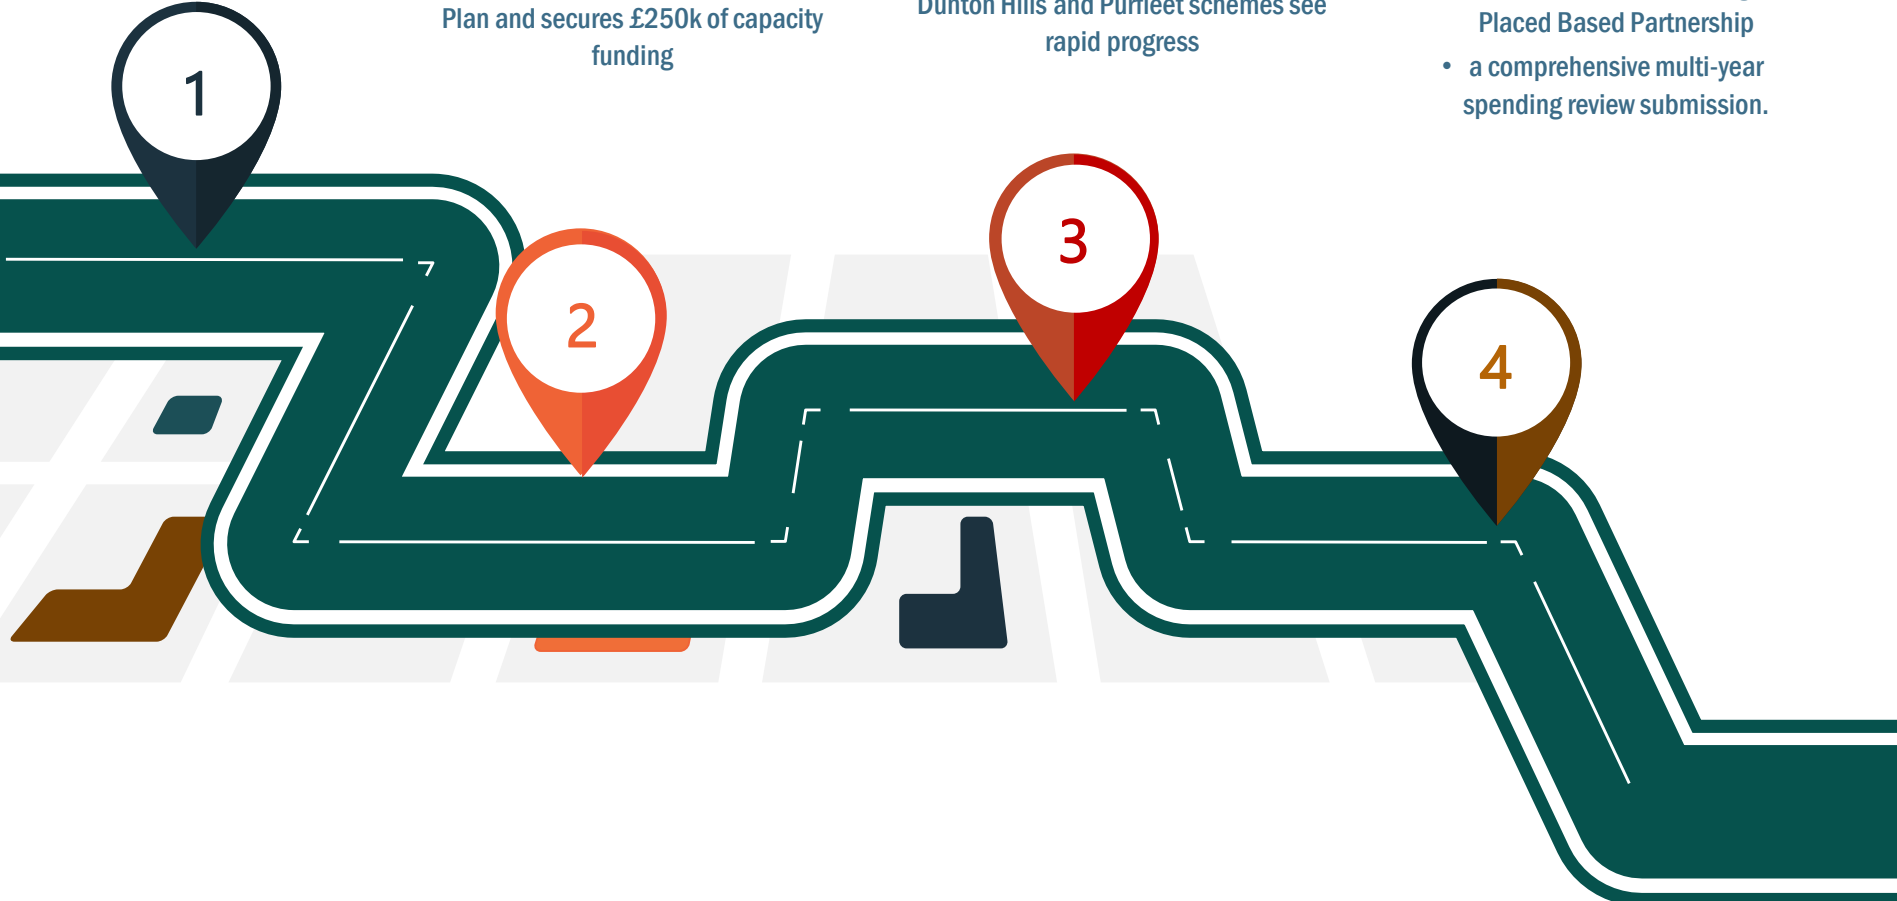 Plan and secures £250k of capacity
funding
Dunton Hills and Purfleet schemes see
rapid progress
Placed Based Partnership
• a comprehensive multi-year
spending review submission.
1
2
3
4